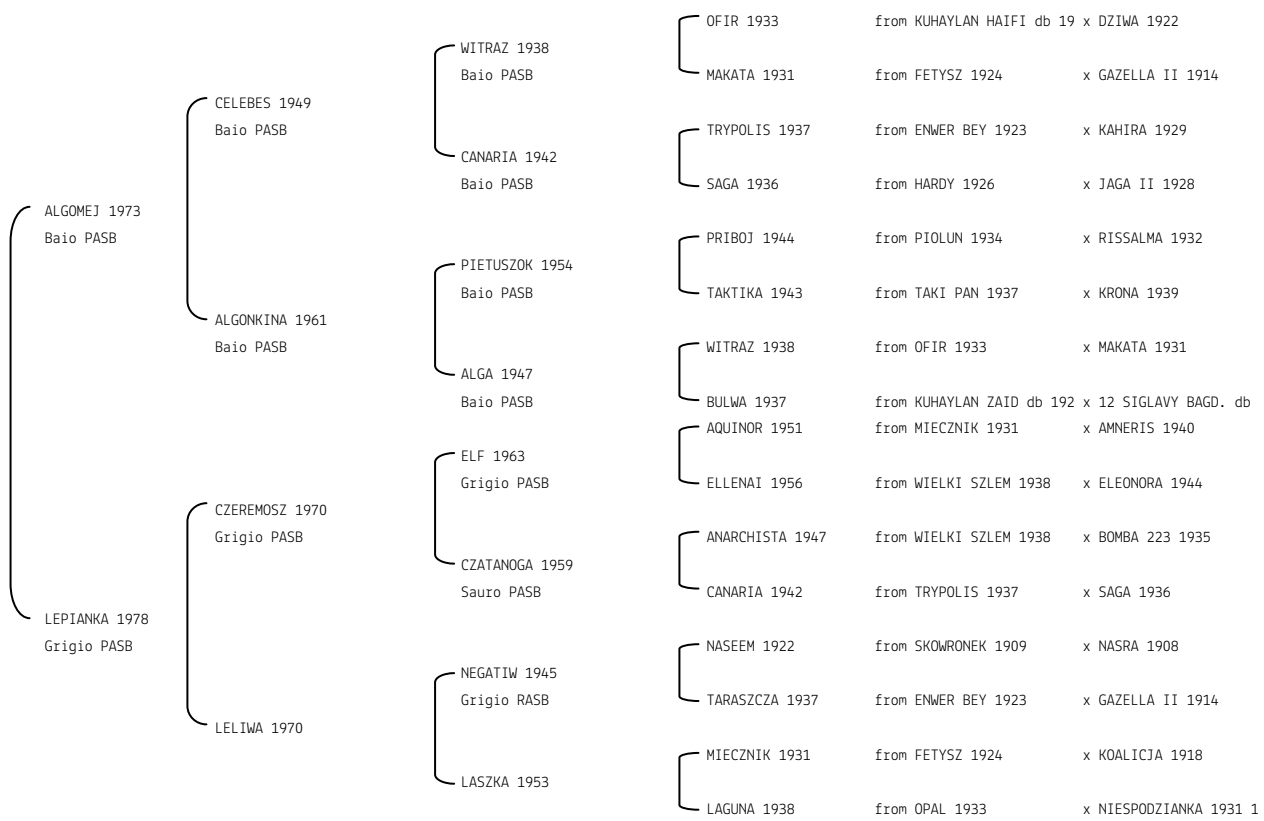 OFIR 1933 from KUHAYLAN HAIFI db 19 x DZIWA 1922
WITRAZ 1938
Baio PASB MAKATA 1931 from FETYSZ 1924 x GAZELLA II 1914
CELEBES 1949
Baio PASB TRYPOLIS 1937 from ENWER BEY 1923 x KAHIRA 1929
CANARIA 1942
Baio PASB SAGA 1936 from HARDY 1926 x JAGA II 1928
ALGOMEJ 1973
Baio PASB PRIBOJ 1944 from PIOLUN 1934 x RISSALMA 1932
PIETUSZOK 1954
Baio PASB TAKTIKA 1943 from TAKI PAN 1937 x KRONA 1939
ALGONKINA 1961
Baio PASB WITRAZ 1938 from OFIR 1933 x MAKATA 1931
ALGA 1947
Baio PASB BULWA 1937 from KUHAYLAN ZAID db 192 x 12 SIGLAVY BAGD. db
AQUINOR 1951 from MIECZNIK 1931 x AMNERIS 1940
ELF 1963
Grigio PASB ELLENAI 1956 from WIELKI SZLEM 1938 x ELEONORA 1944
CZEREMOSZ 1970
Grigio PASB ANARCHISTA 1947 from WIELKI SZLEM 1938 x BOMBA 223 1935
CZATANOGA 1959
Sauro PASB CANARIA 1942 from TRYPOLIS 1937 x SAGA 1936
LEPIANKA 1978
Grigio PASB NASEEM 1922 from SKOWRONEK 1909 x NASRA 1908
NEGATIW 1945
Grigio RASB TARASZCZA 1937 from ENWER BEY 1923 x GAZELLA II 1914
LELIWA 1970
MIECZNIK 1931 from FETYSZ 1924 x KOALICJA 1918
LASZKA 1953
LAGUNA 1938 from OPAL 1933 x NIESPODZIANKA 1931 1